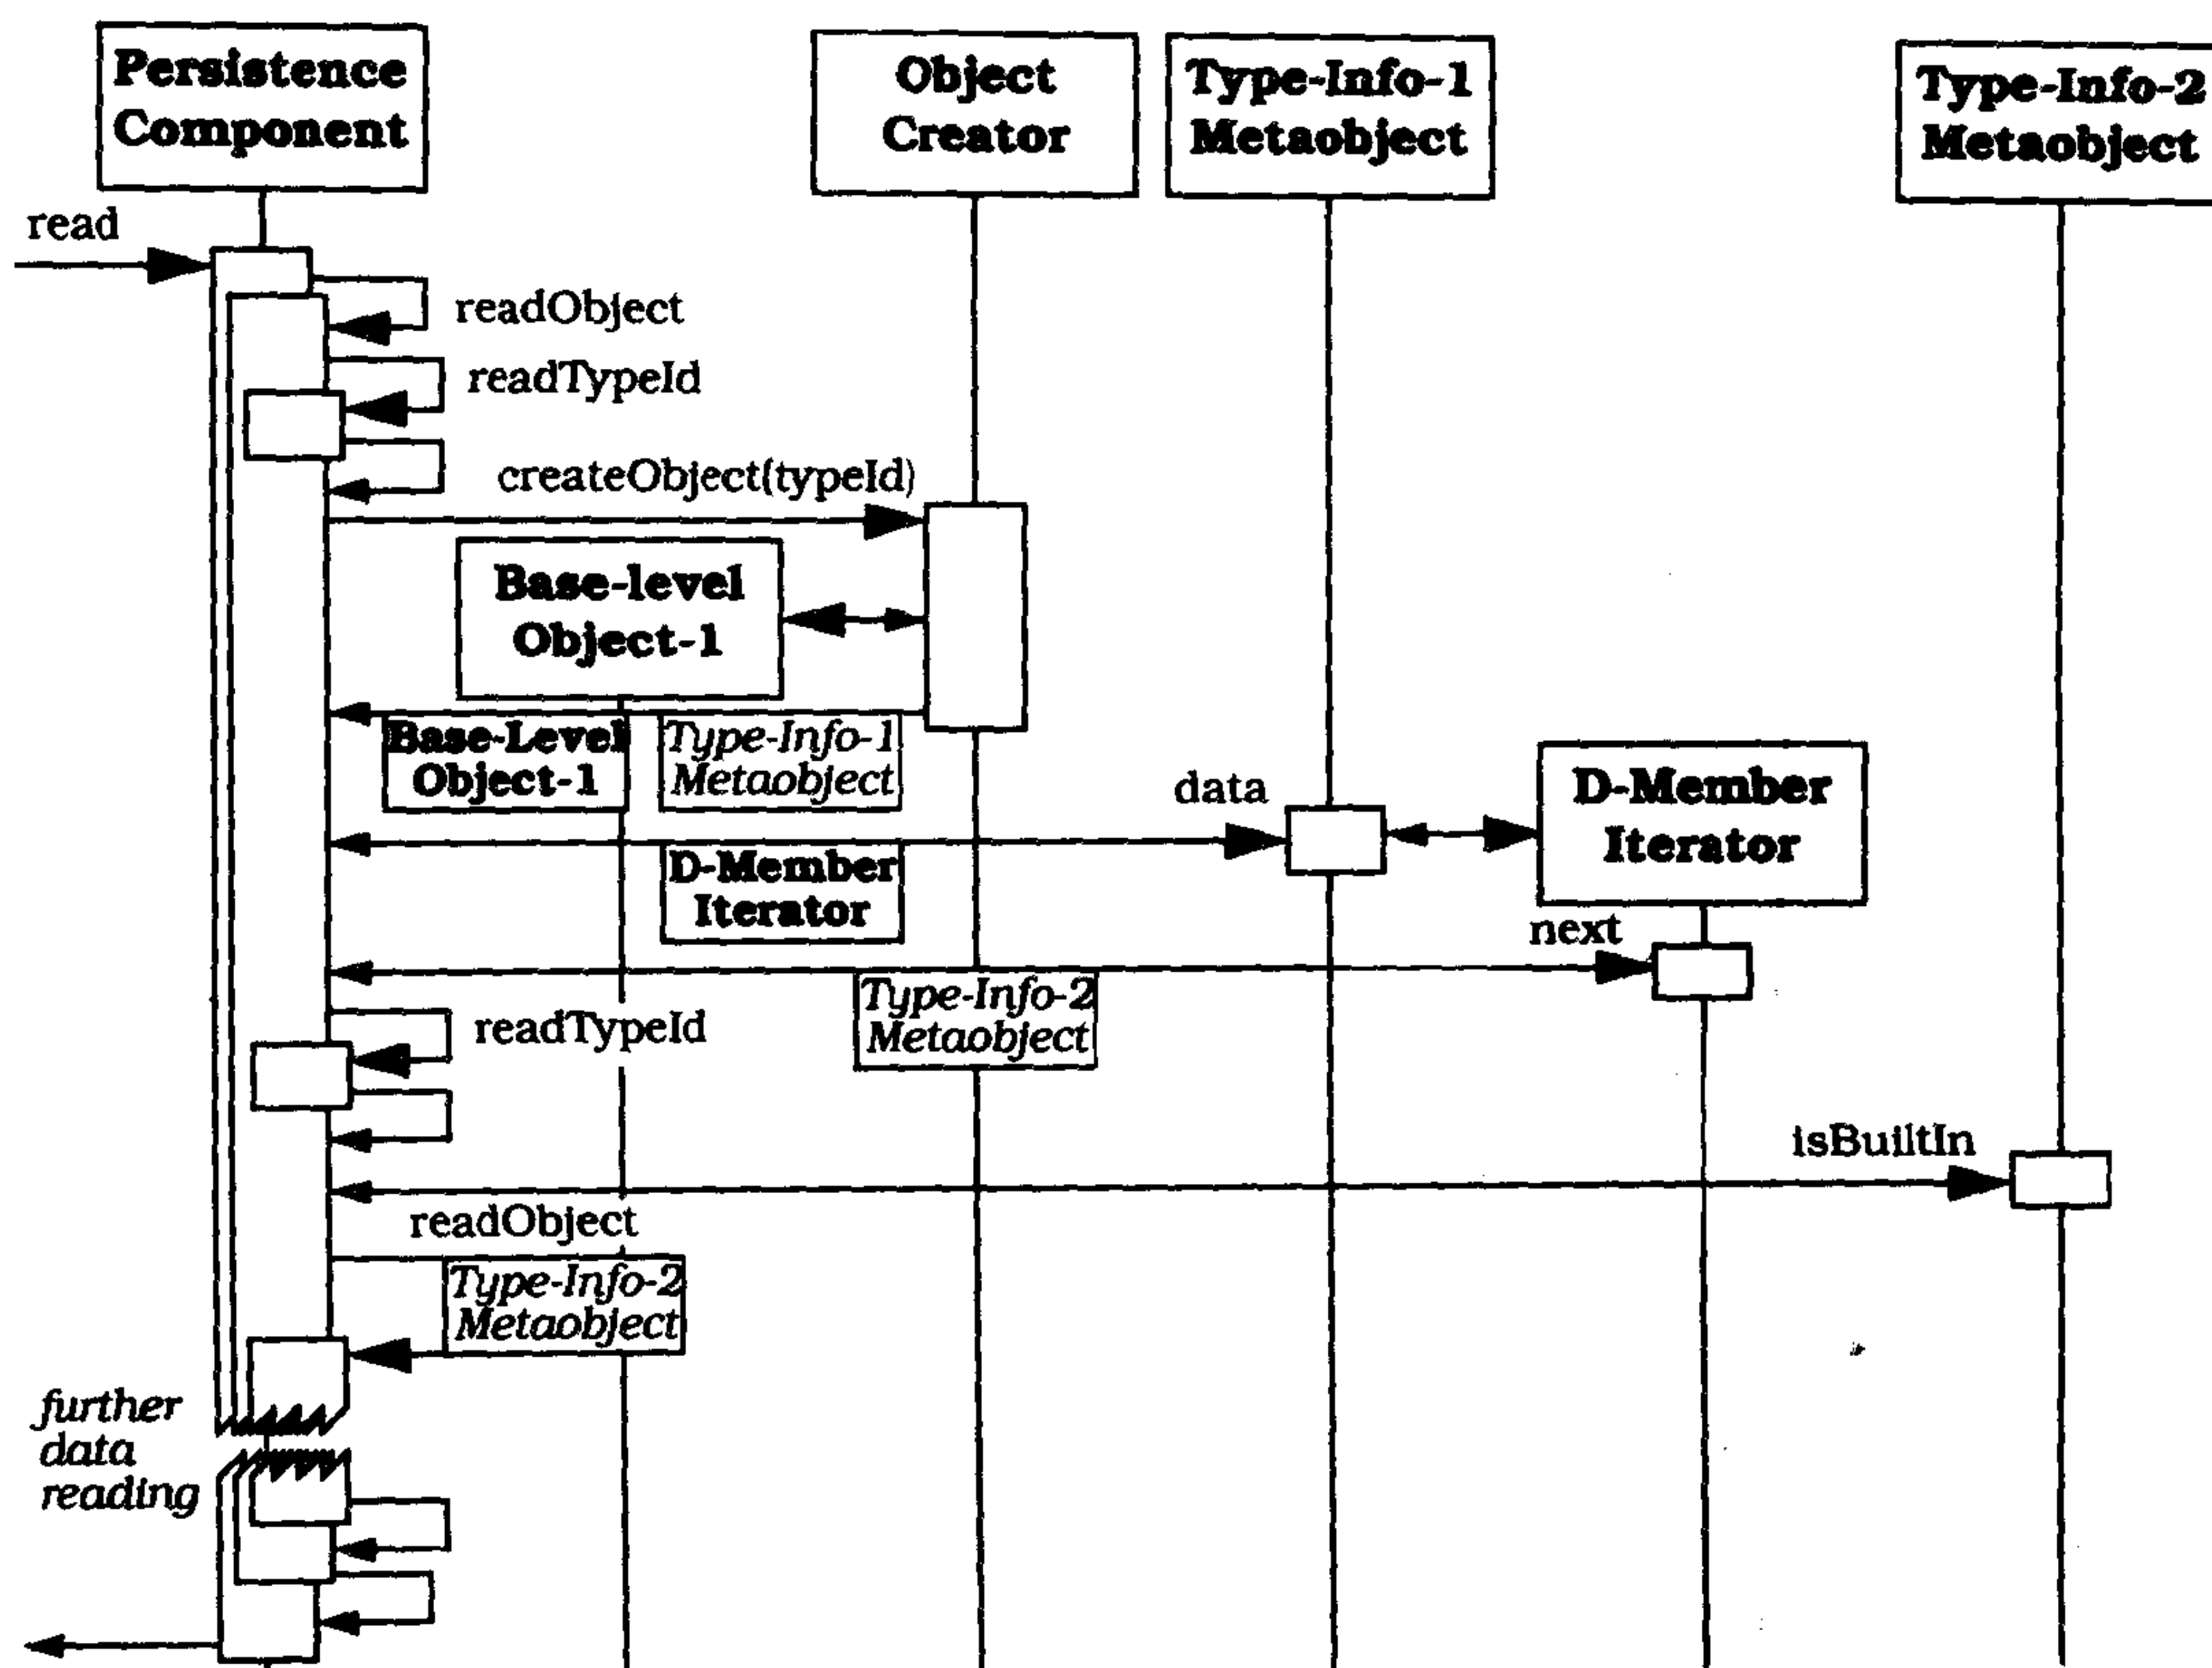 Persistence
Component
Object
Creator
Type-Info-1
Metaobject
Type-Info-2
Metaobject
read
readObject
readTypeId
createObject(typeId)
Base-level
Object-1
Base-Level
Object-1
Type-Info-1
Metaobject
data
D-Member
Iterator
D-Member
Iterator
next
Type-Info-2
Metaobject
readTypeId
isBuiltIn
readObject
Type-Info-2
Metaobject
further
data
reading